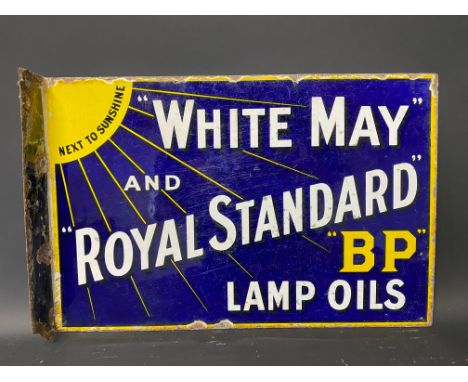 NEXT TO SUNSHINE
"WHITE MAY"
AND
"ROYAL STANDARD"
"BP"
LAMP OILS